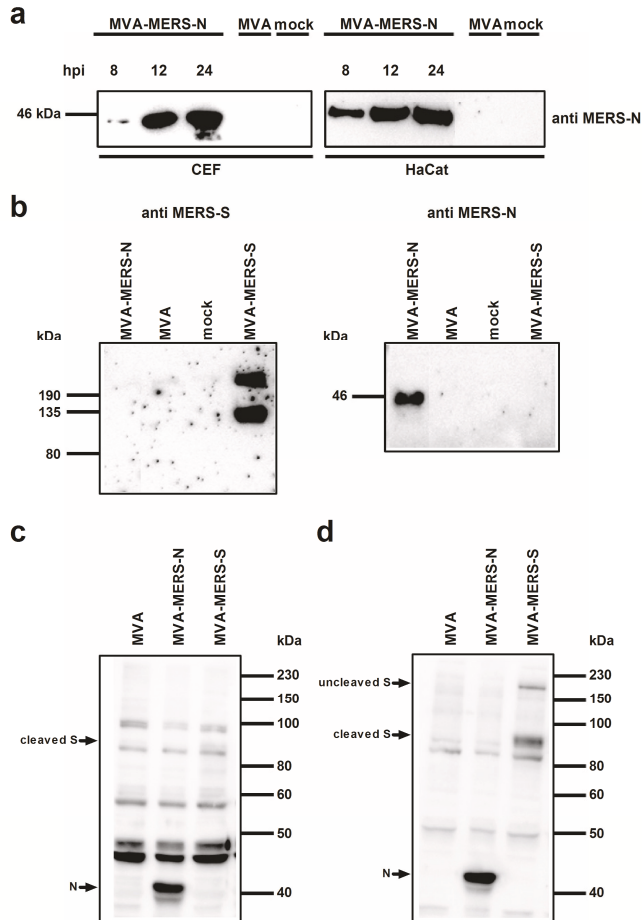 a
MVA-MERS-N MVA mock MVA-MERS-N MVA mock
hpi 8 12 24 8 12 24
46 kDa anti MERS-N
CEF HaCat
b
anti MERS-S anti MERS-N
MVA-MERS-N MVA mock MVA-MERS-S MVA-MERS-N MVA mock MVA-MERS-S
kDa kDa
190
135
80
46
c d
MVA MVA-MERS-N MVA-MERS-S MVA MVA-MERS-N MVA-MERS-S
kDa kDa
230 uncleaved S 230
150 150
100 100
cleaved S cleaved S
80 80
60 60
50 50
N N
40 40